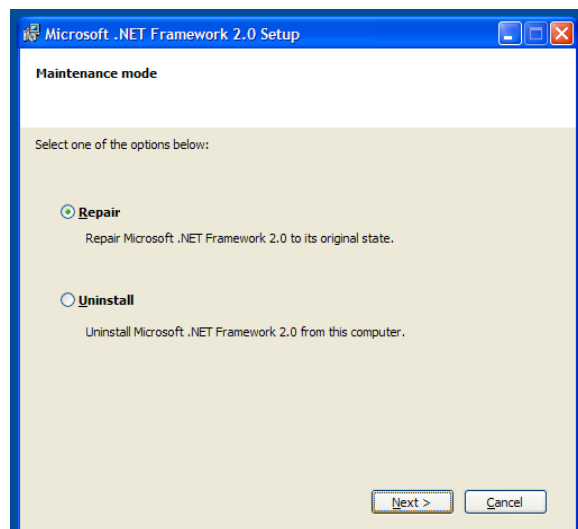 Microsoft .NET Framework 2.0 Setup
Maintenance mode
Select one of the options below:
Repair
Repair Microsoft .NET Framework 2.0 to its original state.
Uninstall
Uninstall Microsoft .NET Framework 2.0 from this computer.
Next > Cancel